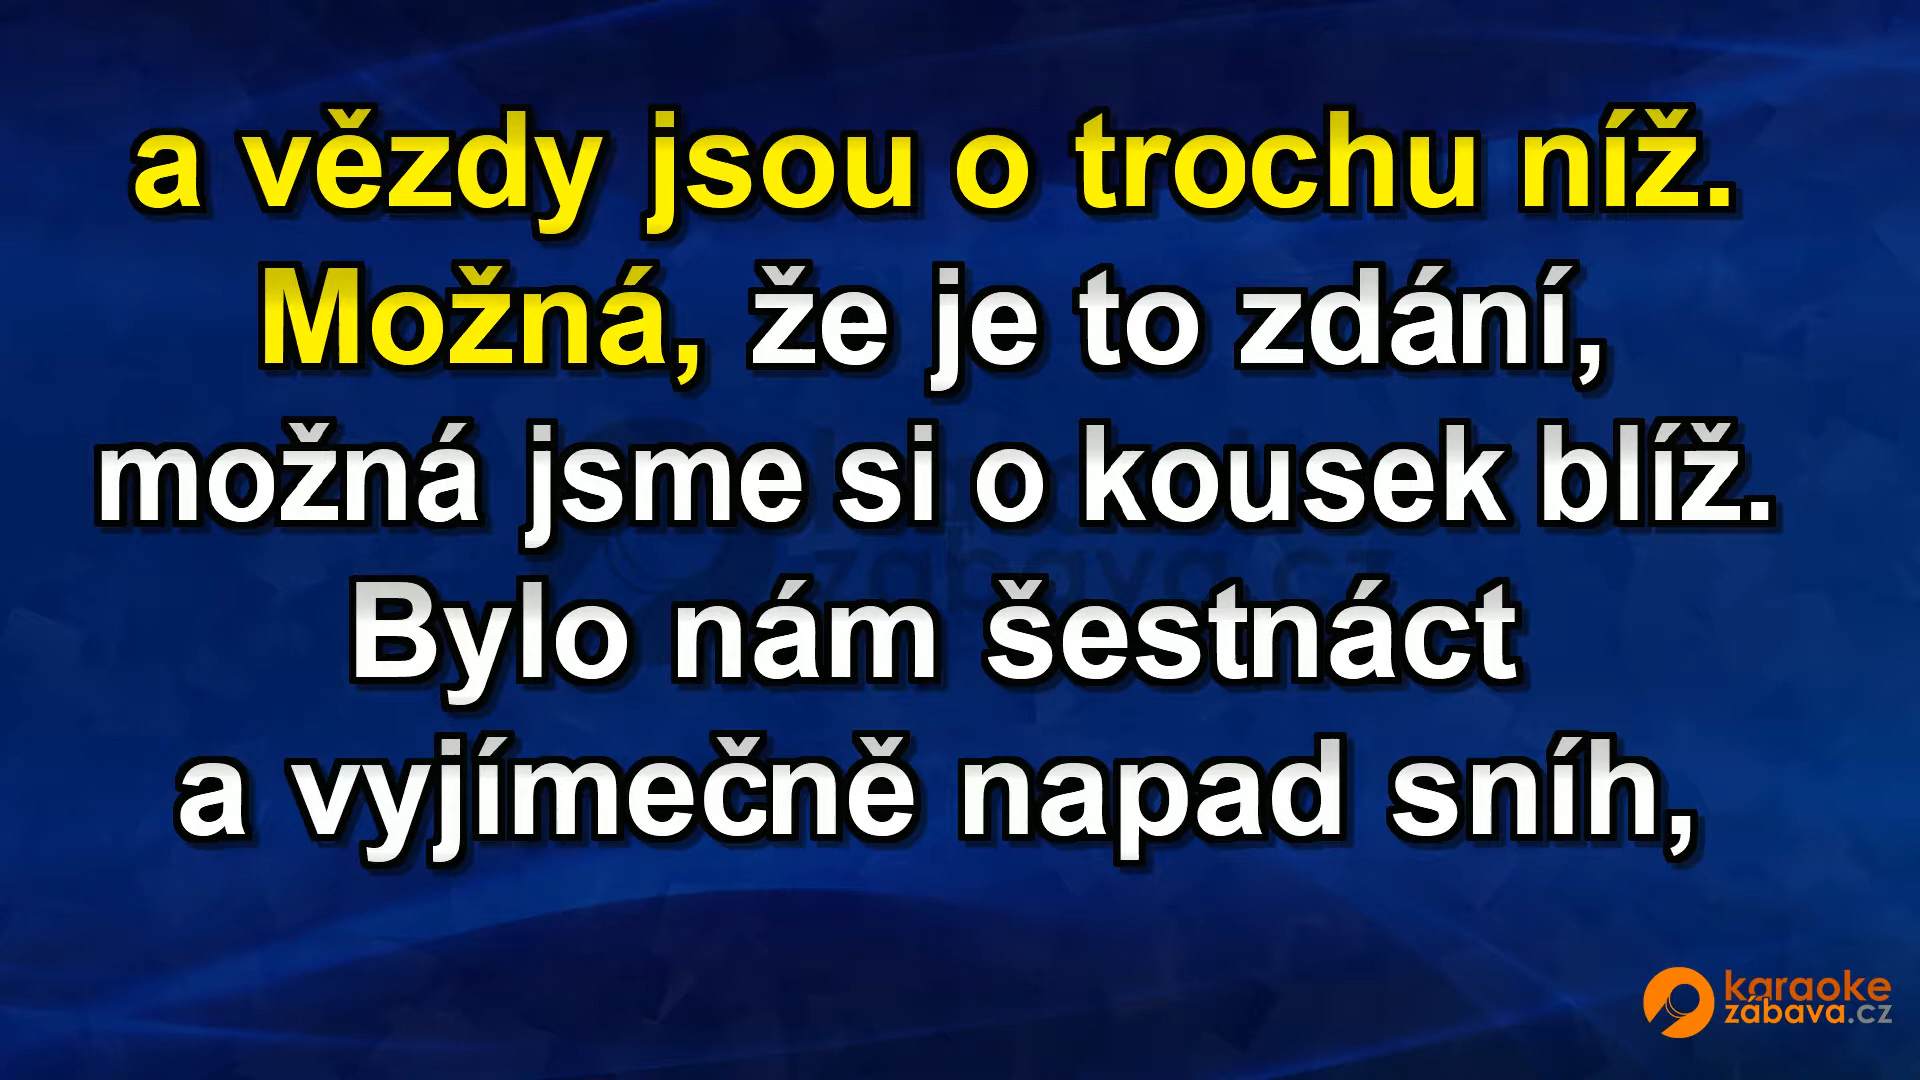 a vězdy jsou o trochu níž.
Možná, že je to zdání,
možná jsme si o kousek blíž.
Bylo nám šestnáct
a vyjímečně napad sníh,
karaoke
zábava.cz